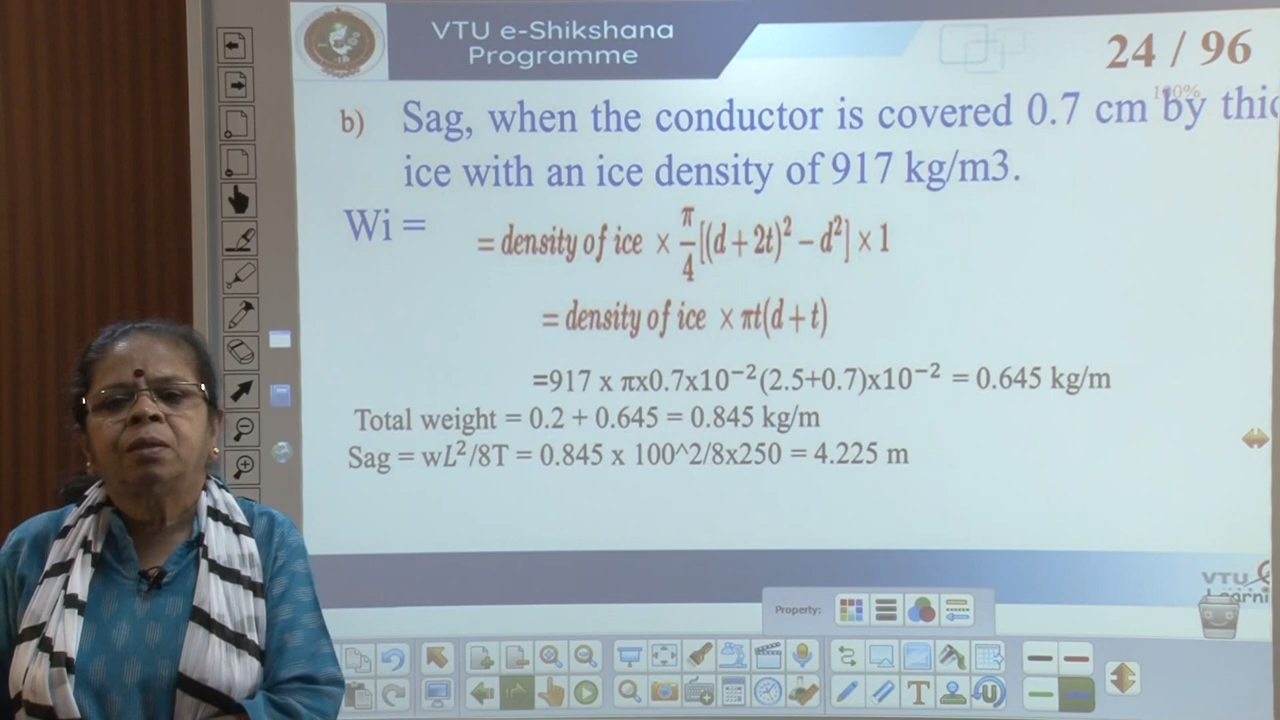 VTU e-Shikshana
Programme
24 / 96
100%
b) Sag, when the conductor is covered 0.7 cm by
ice with an ice density of 917 kg/m3.
Wi = = density of ice × π/4 [(d + 2t)² − d²] × 1
= density of ice × πt(d + t)
=917 x πx0.7x10⁻²(2.5+0.7)x10⁻² = 0.645 kg/m
Total weight = 0.2 + 0.645 = 0.845 kg/m
Sag = wL²/8T = 0.845 x 100^2/8x250 = 4.225 m
VTU
Learni
Property:
T